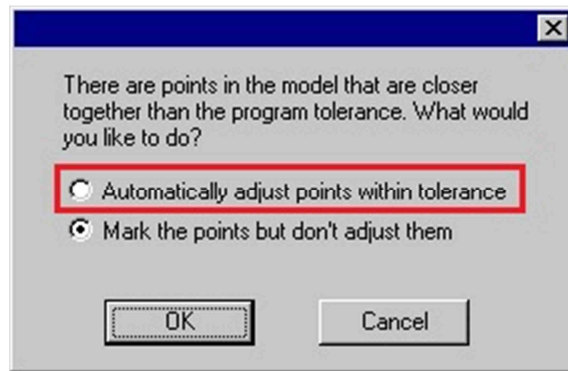 There are points in the model that are closer
together than the program tolerance. What would
you like to do?
Automatically adjust points within tolerance
Mark the points but don't adjust them
OK
Cancel